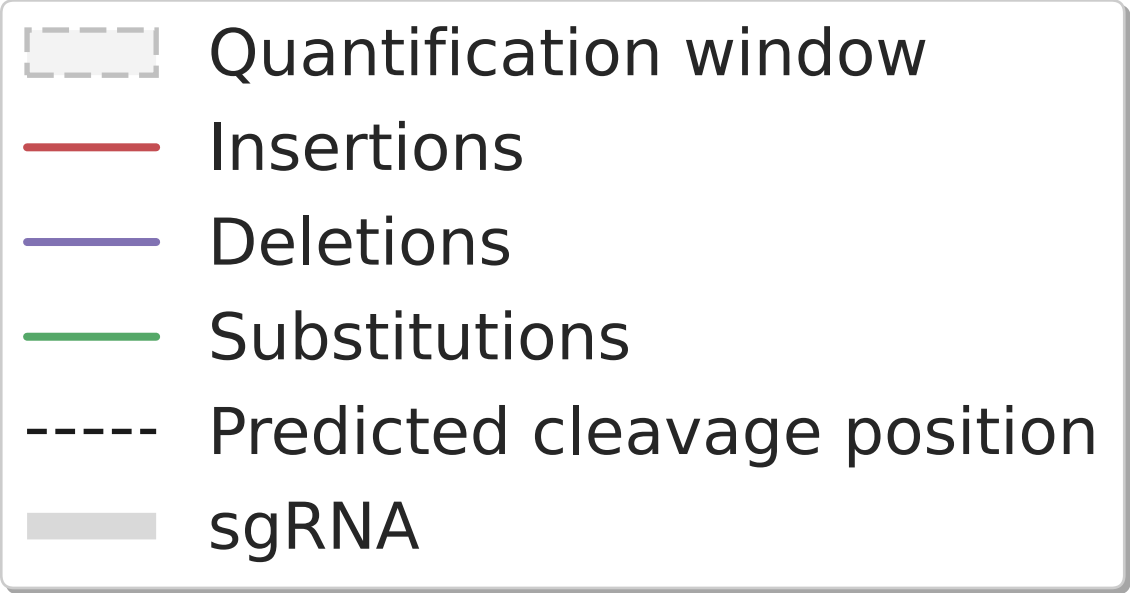 Quantification window
Insertions
Deletions
Substitutions
Predicted cleavage position
sgRNA